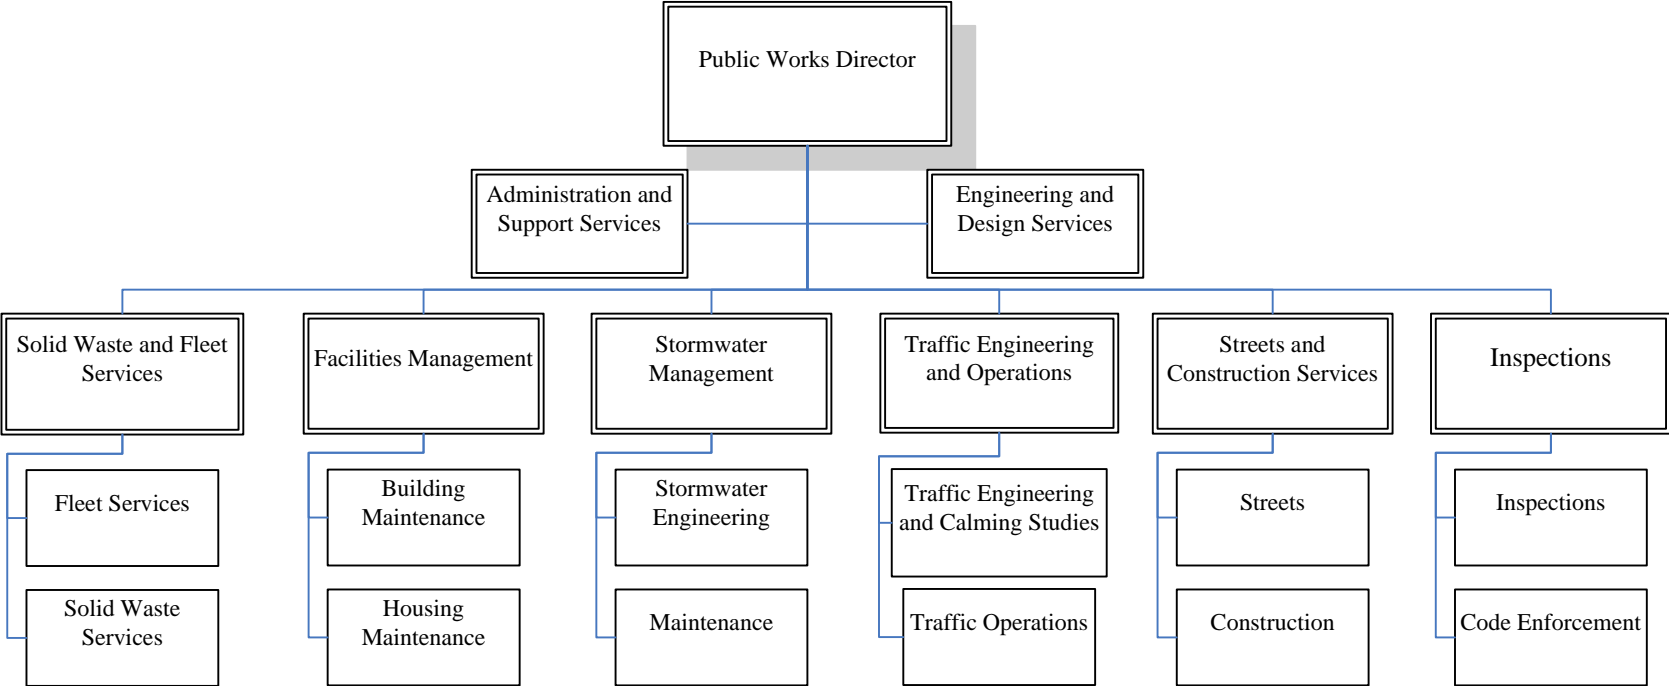 Public Works Director
Administration and
Support Services
Engineering and
Design Services
Solid Waste and Fleet
Services
Facilities Management
Stormwater
Management
Traffic Engineering
and Operations
Streets and
Construction Services
Inspections
Fleet Services
Building
Maintenance
Stormwater
Engineering
Traffic Engineering
and Calming Studies
Streets
Inspections
Solid Waste
Services
Housing
Maintenance
Maintenance
Traffic Operations
Construction
Code Enforcement